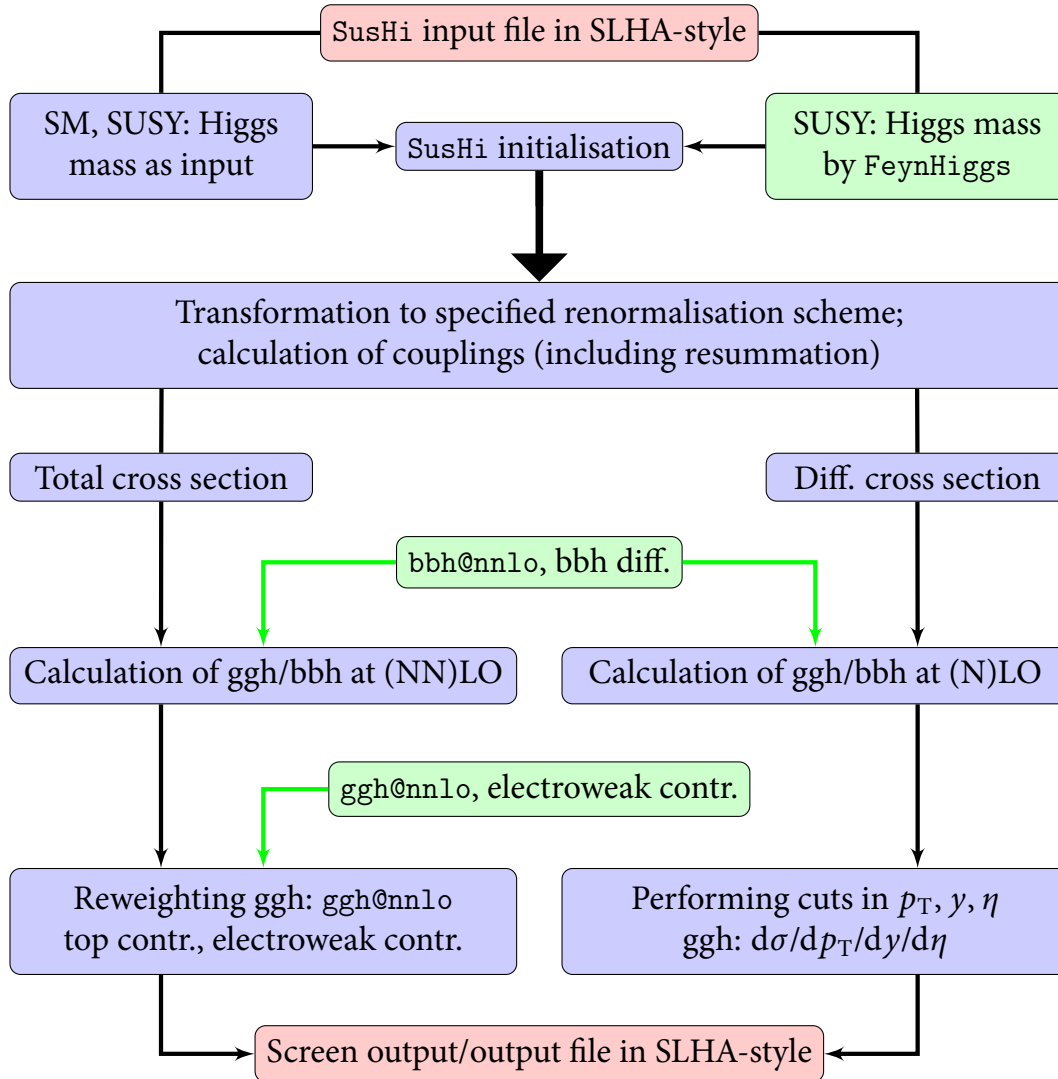 SusHi input file in SLHA-style
SM, SUSY: Higgs
mass as input
SusHi initialisation
SUSY: Higgs mass
by FeynHiggs
Transformation to specified renormalisation scheme;
calculation of couplings (including resummation)
Total cross section
Diff. cross section
bbh@nnlo, bbh diff.
Calculation of ggh/bbh at (NN)LO
Calculation of ggh/bbh at (N)LO
ggh@nnlo, electroweak contr.
Reweighting ggh: ggh@nnlo
top contr., electroweak contr.
Performing cuts in p_T, y, η
ggh: dσ/dp_T/dy/dη
Screen output/output file in SLHA-style